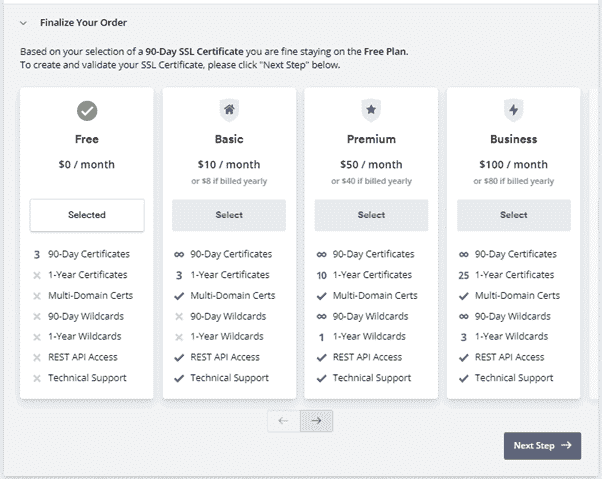 Finalize Your Order
Based on your selection of a 90-Day SSL Certificate you are fine staying on the Free Plan.
To create and validate your SSL Certificate, please click "Next Step" below.
Free
$0 / month
Selected
3 90-Day Certificates
1-Year Certificates
Multi-Domain Certs
90-Day Wildcards
1-Year Wildcards
REST API Access
Technical Support
Basic
$10 / month
or $8 if billed yearly
Select
∞ 90-Day Certificates
3 1-Year Certificates
Multi-Domain Certs
90-Day Wildcards
1-Year Wildcards
REST API Access
Technical Support
Premium
$50 / month
or $40 if billed yearly
Select
∞ 90-Day Certificates
10 1-Year Certificates
Multi-Domain Certs
∞ 90-Day Wildcards
1 1-Year Wildcards
REST API Access
Technical Support
Business
$100 / month
or $80 if billed yearly
Select
∞ 90-Day Certificates
25 1-Year Certificates
Multi-Domain Certs
∞ 90-Day Wildcards
3 1-Year Wildcards
REST API Access
Technical Support
Next Step